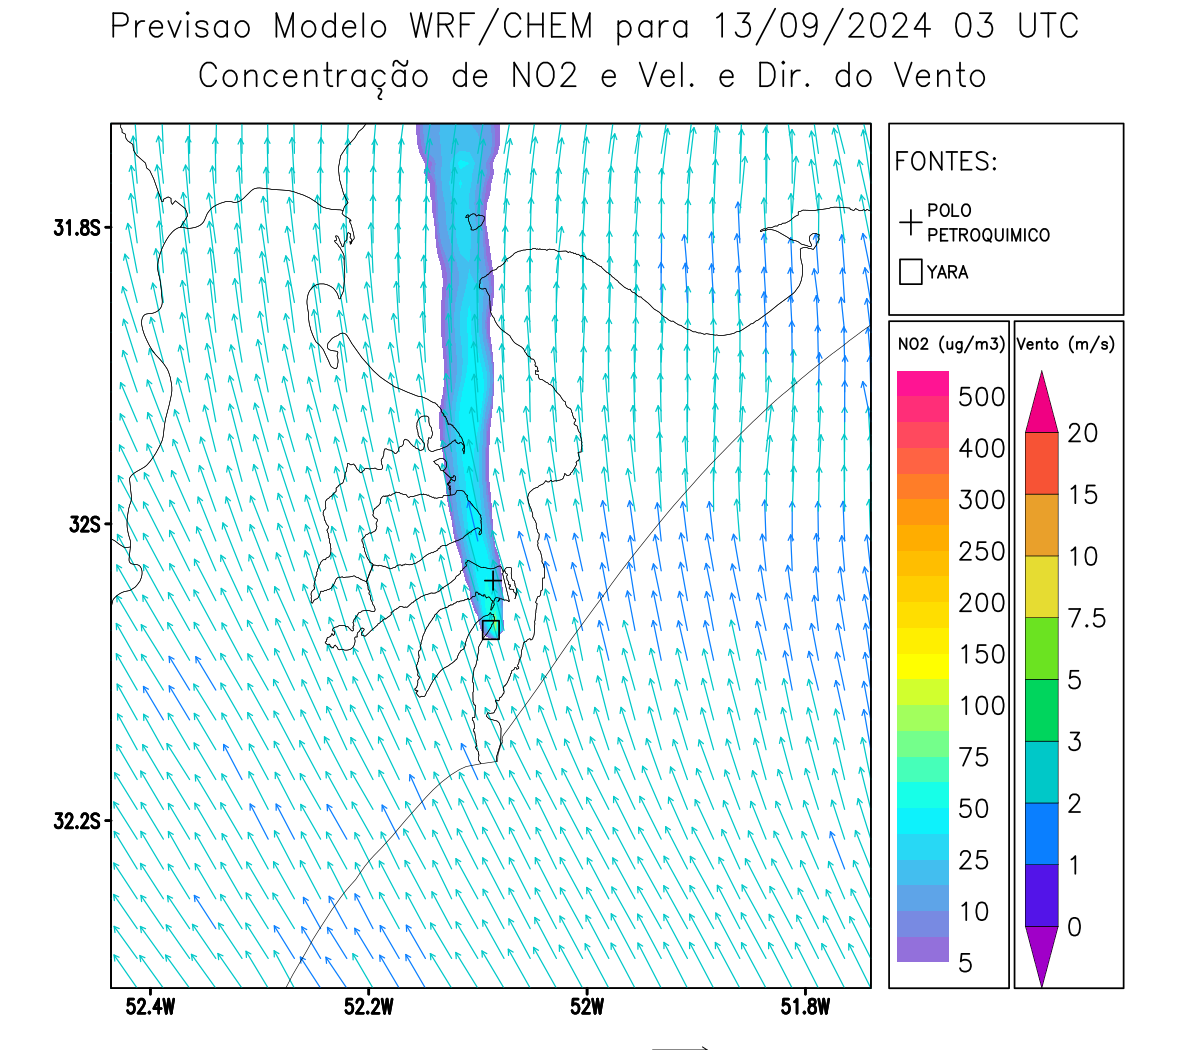 Previsao Modelo WRF/CHEM para 13/09/2024 03 UTC
Concentração de NO2 e Vel. e Dir. do Vento
FONTES:
POLO
PETROQUIMICO
YARA
NO2 (ug/m3)
500
400
300
250
200
150
100
75
50
25
10
5
Vento (m/s)
20
15
10
7.5
5
3
2
1
0
31.8S
32S
32.2S
52.4W
52.2W
52W
51.8W